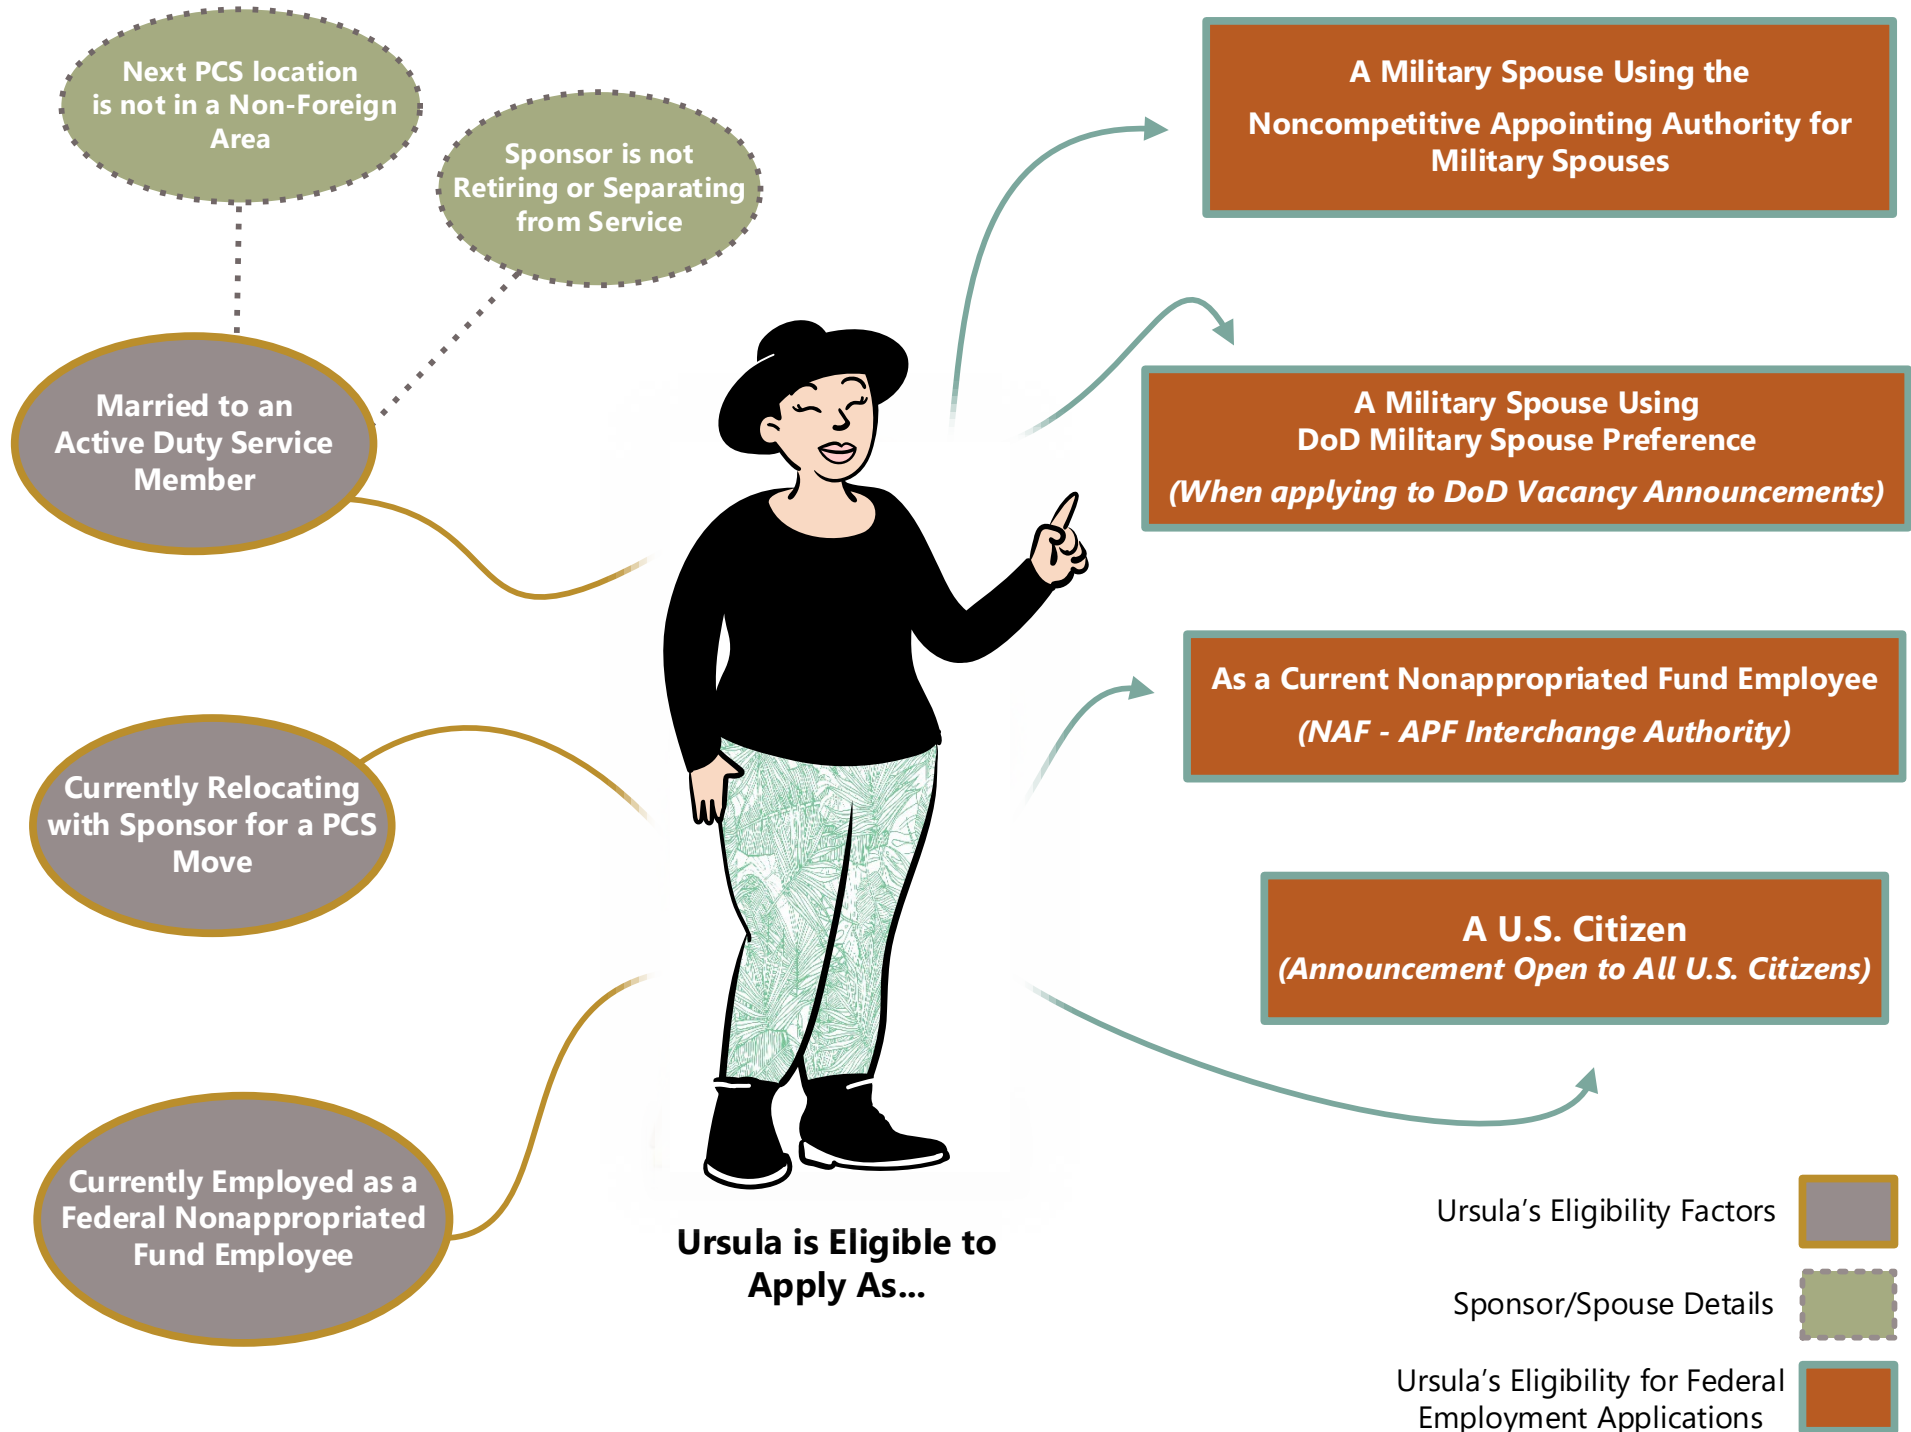 Next PCS location
is not in a Non-Foreign
Area
Sponsor is not
Retiring or Separating
from Service
Married to an
Active Duty Service
Member
Currently Relocating
with Sponsor for a PCS
Move
Currently Employed as a
Federal Nonappropriated
Fund Employee
Ursula is Eligible to
Apply As...
A Military Spouse Using the
Noncompetitive Appointing Authority for
Military Spouses
A Military Spouse Using
DoD Military Spouse Preference
(When applying to DoD Vacancy Announcements)
As a Current Nonappropriated Fund Employee
(NAF - APF Interchange Authority)
A U.S. Citizen
(Announcement Open to All U.S. Citizens)
Ursula’s Eligibility Factors
Sponsor/Spouse Details
Ursula’s Eligibility for Federal
Employment Applications